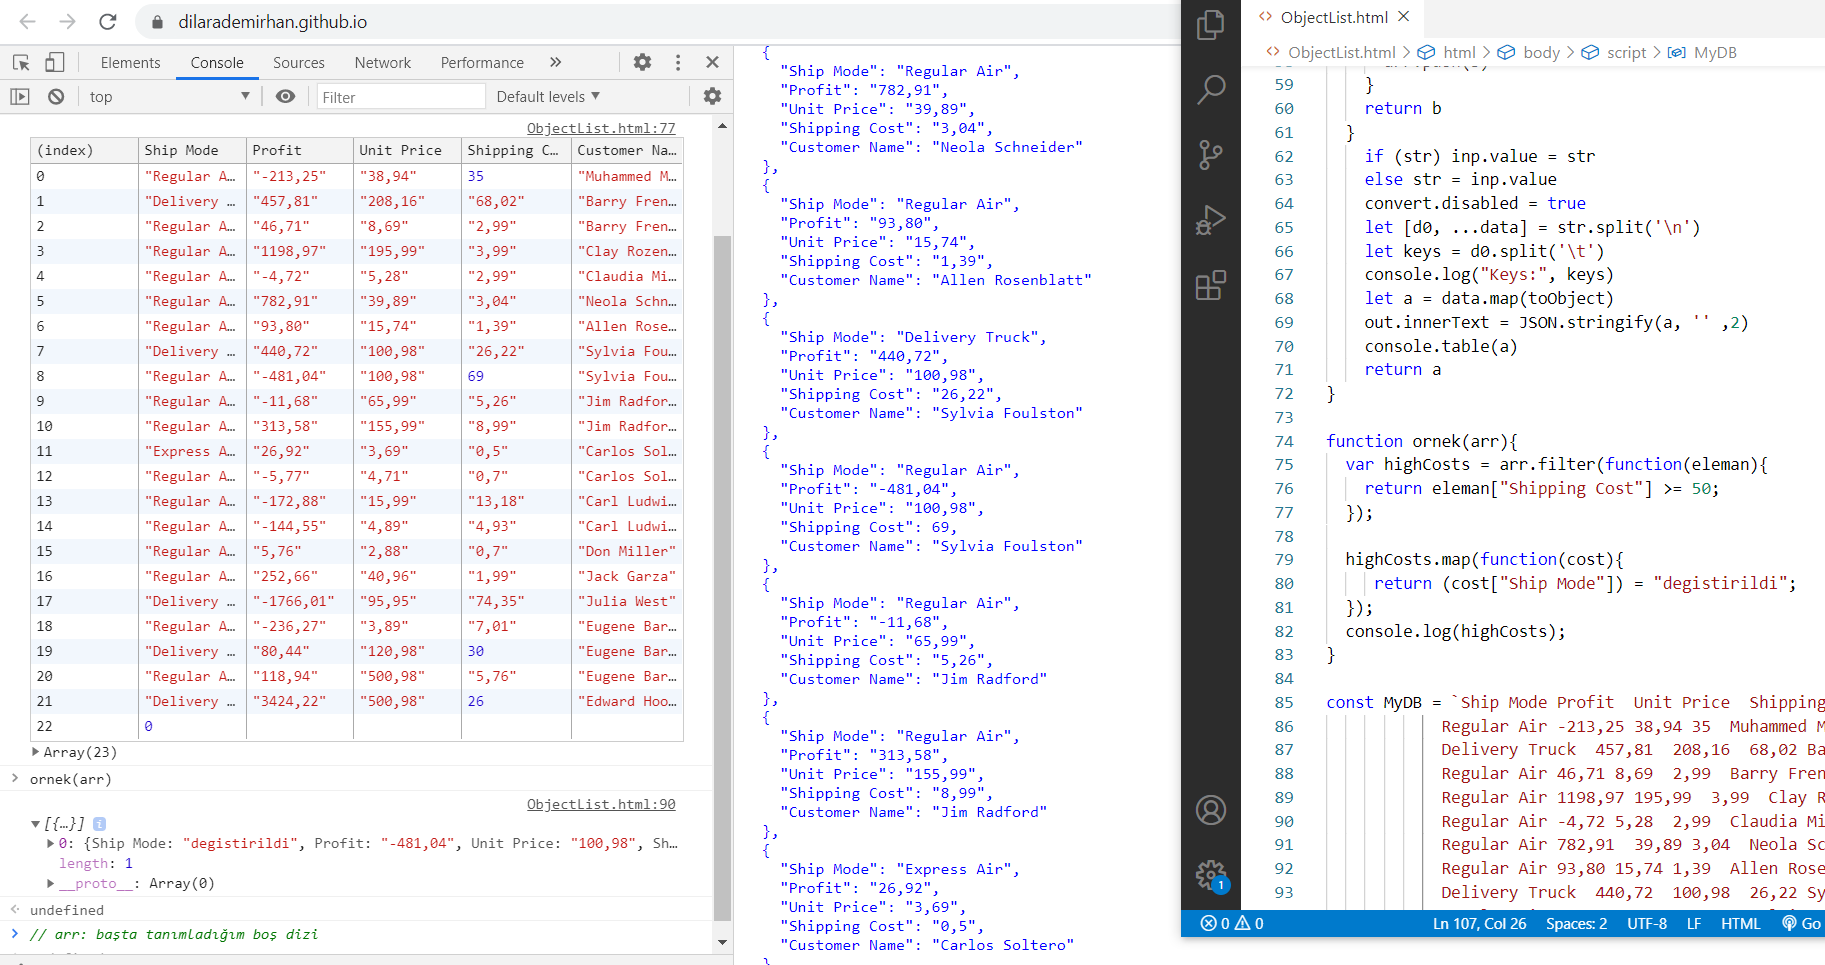 dilarademirhan.github.io
Elements Console Sources Network Performance
top Filter Default levels
ObjectList.html:77
(index) Ship Mode Profit Unit Price Shipping C… Customer Na…
0 "Regular A… "-213,25" "38,94" 35 "Muhammed M…
1 "Delivery … "457,81" "208,16" "68,02" "Barry Fren…
2 "Regular A… "46,71" "8,69" "2,99" "Barry Fren…
3 "Regular A… "1198,97" "195,99" "3,99" "Clay Rozen…
4 "Regular A… "-4,72" "5,28" "2,99" "Claudia Mi…
5 "Regular A… "782,91" "39,89" "3,04" "Neola Schn…
6 "Regular A… "93,80" "15,74" "1,39" "Allen Rose…
7 "Delivery … "440,72" "100,98" "26,22" "Sylvia Fou…
8 "Regular A… "-481,04" "100,98" 69 "Sylvia Fou…
9 "Regular A… "-11,68" "65,99" "5,26" "Jim Radfor…
10 "Regular A… "313,58" "155,99" "8,99" "Jim Radfor…
11 "Express A… "26,92" "3,69" "0,5" "Carlos Sol…
12 "Regular A… "-5,77" "4,71" "0,7" "Carlos Sol…
13 "Regular A… "-172,88" "15,99" "13,18" "Carl Ludwi…
14 "Regular A… "-144,55" "4,89" "4,93" "Carl Ludwi…
15 "Regular A… "5,76" "2,88" "0,7" "Don Miller"
16 "Regular A… "252,66" "40,96" "1,99" "Jack Garza"
17 "Delivery … "-1766,01" "95,95" "74,35" "Julia West"
18 "Regular A… "-236,27" "3,89" "7,01" "Eugene Bar…
19 "Delivery … "80,44" "120,98" 30 "Eugene Bar…
20 "Regular A… "118,94" "500,98" "5,76" "Eugene Bar…
21 "Delivery … "3424,22" "500,98" 26 "Edward Hoo…
22 0
Array(23)
ornek(arr)
ObjectList.html:90
[{…}]
0: {Ship Mode: "degistirildi", Profit: "-481,04", Unit Price: "100,98", Sh…
length: 1
__proto__: Array(0)
undefined
// arr: başta tanımladığım boş dizi
{
"Ship Mode": "Regular Air",
"Profit": "782,91",
"Unit Price": "39,89",
"Shipping Cost": "3,04",
"Customer Name": "Neola Schneider"
},
{
"Ship Mode": "Regular Air",
"Profit": "93,80",
"Unit Price": "15,74",
"Shipping Cost": "1,39",
"Customer Name": "Allen Rosenblatt"
},
{
"Ship Mode": "Delivery Truck",
"Profit": "440,72",
"Unit Price": "100,98",
"Shipping Cost": "26,22",
"Customer Name": "Sylvia Foulston"
},
{
"Ship Mode": "Regular Air",
"Profit": "-481,04",
"Unit Price": "100,98",
"Shipping Cost": 69,
"Customer Name": "Sylvia Foulston"
},
{
"Ship Mode": "Regular Air",
"Profit": "-11,68",
"Unit Price": "65,99",
"Shipping Cost": "5,26",
"Customer Name": "Jim Radford"
},
{
"Ship Mode": "Regular Air",
"Profit": "313,58",
"Unit Price": "155,99",
"Shipping Cost": "8,99",
"Customer Name": "Jim Radford"
},
{
"Ship Mode": "Express Air",
"Profit": "26,92",
"Unit Price": "3,69",
"Shipping Cost": "0,5",
"Customer Name": "Carlos Soltero"
}
ObjectList.html
ObjectList.html > html > body > script > MyDB
59 }
60 return b
61 }
62 if (str) inp.value = str
63 else str = inp.value
64 convert.disabled = true
65 let [d0, ...data] = str.split('\n')
66 let keys = d0.split('\t')
67 console.log("Keys:", keys)
68 let a = data.map(toObject)
69 out.innerText = JSON.stringify(a, '' ,2)
70 console.table(a)
71 return a
72 }
73
74 function ornek(arr){
75 var highCosts = arr.filter(function(eleman){
76 return eleman["Shipping Cost"] >= 50;
77 });
78
79 highCosts.map(function(cost){
80 return (cost["Ship Mode"]) = "degistirildi";
81 });
82 console.log(highCosts);
83 }
84
85 const MyDB = `Ship Mode Profit Unit Price Shipping
86 Regular Air -213,25 38,94 35 Muhammed M
87 Delivery Truck 457,81 208,16 68,02 Ba
88 Regular Air 46,71 8,69 2,99 Barry Fren
89 Regular Air 1198,97 195,99 3,99 Clay R
90 Regular Air -4,72 5,28 2,99 Claudia Mi
91 Regular Air 782,91 39,89 3,04 Neola Sc
92 Regular Air 93,80 15,74 1,39 Allen Rose
93 Delivery Truck 440,72 100,98 26,22 Sy
1
0 0 Ln 107, Col 26 Spaces: 2 UTF-8 LF HTML Go